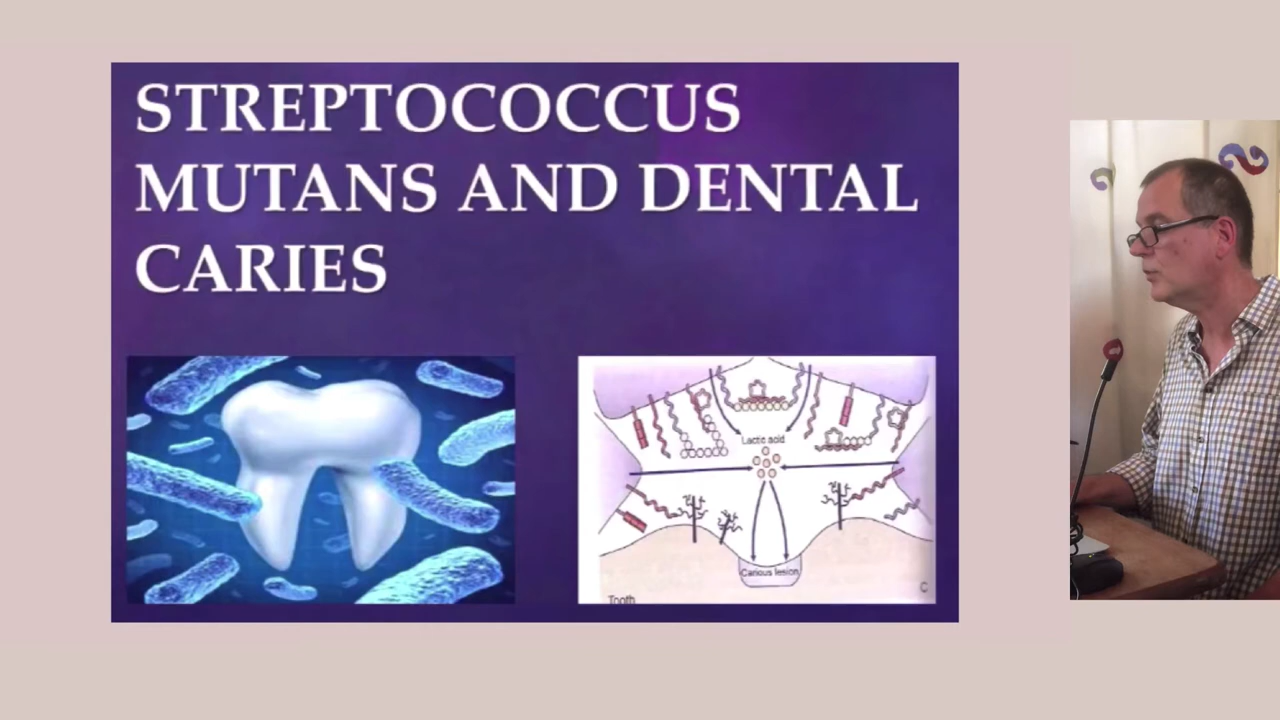 STREPTOCOCCUS
MUTANS AND DENTAL
CARIES
Lactic acid
Carious lesion
C
Tooth